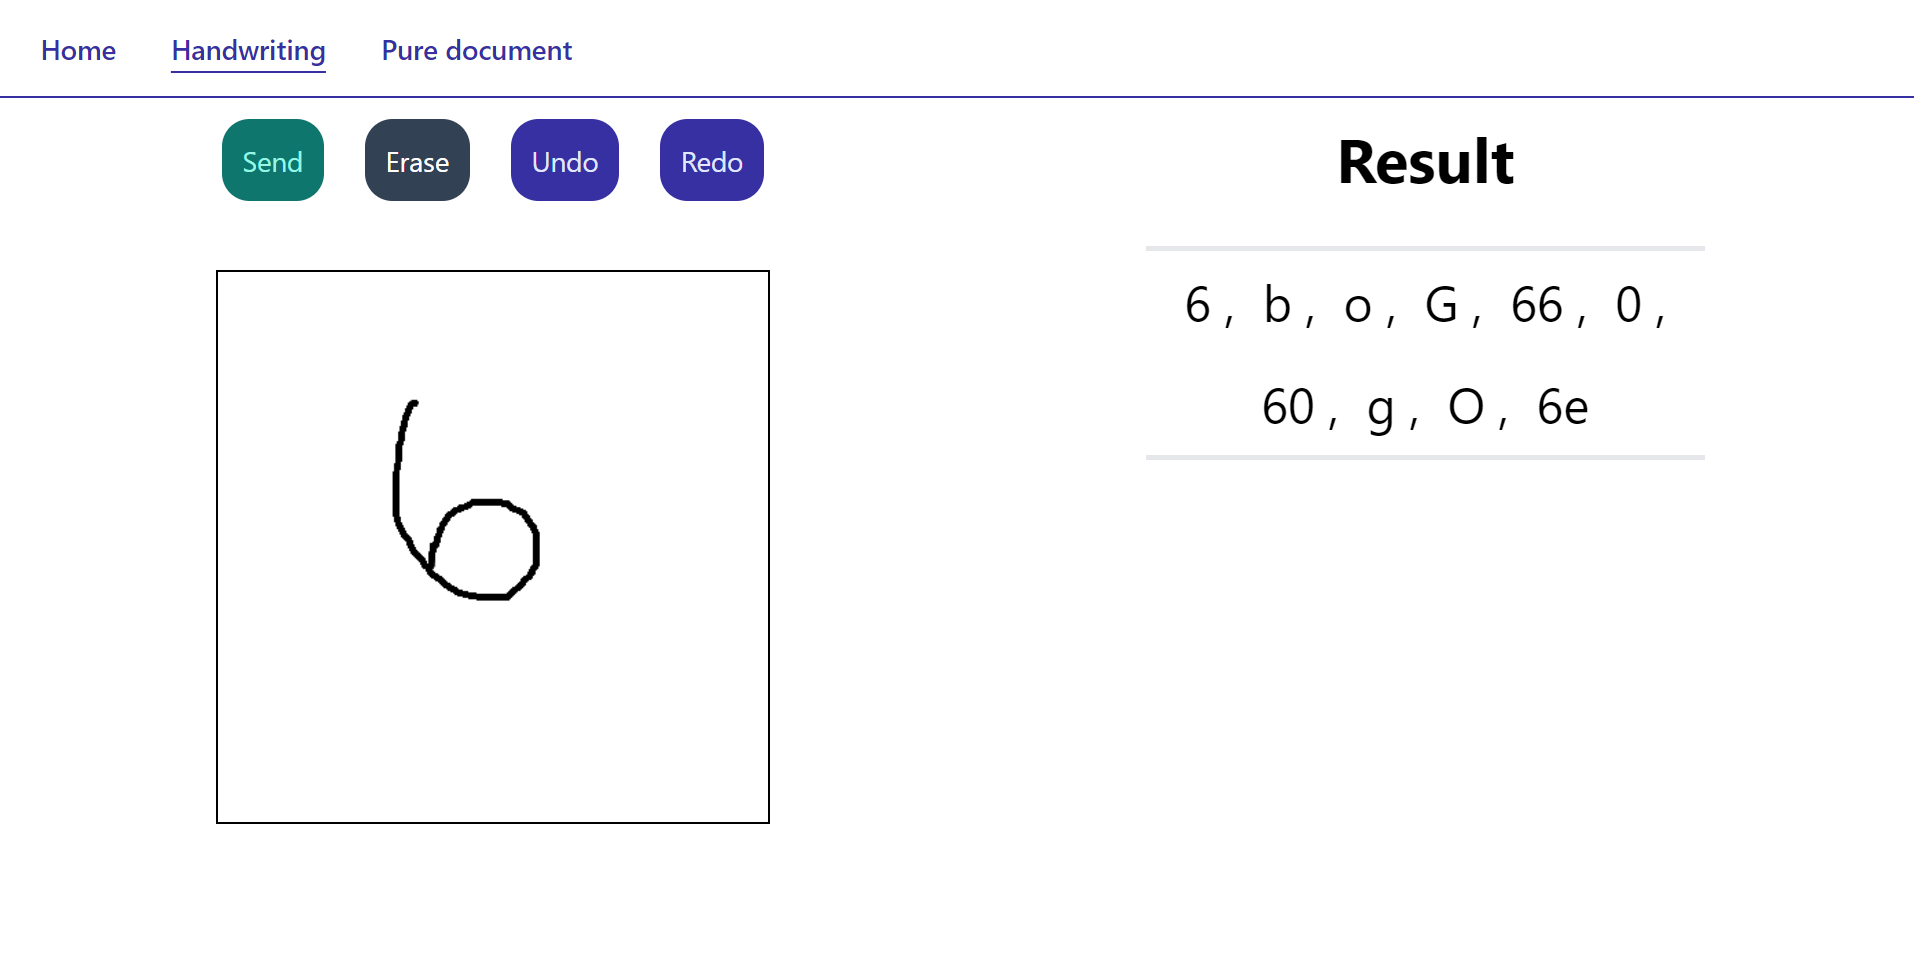 Home Handwriting Pure document
Send Erase Undo Redo
Result
6
6 , b , o , G , 66 , 0 ,
60 , g , O , 6e